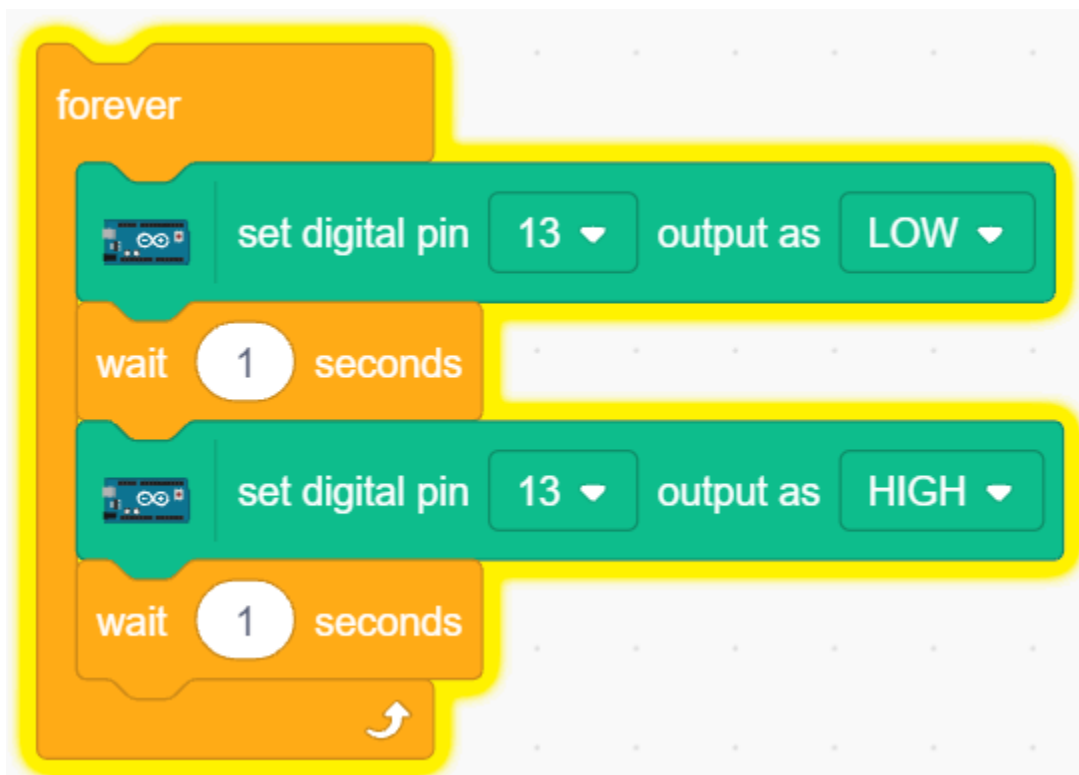 forever
set digital pin 13 output as LOW
wait 1 seconds
set digital pin 13 output as HIGH
wait 1 seconds